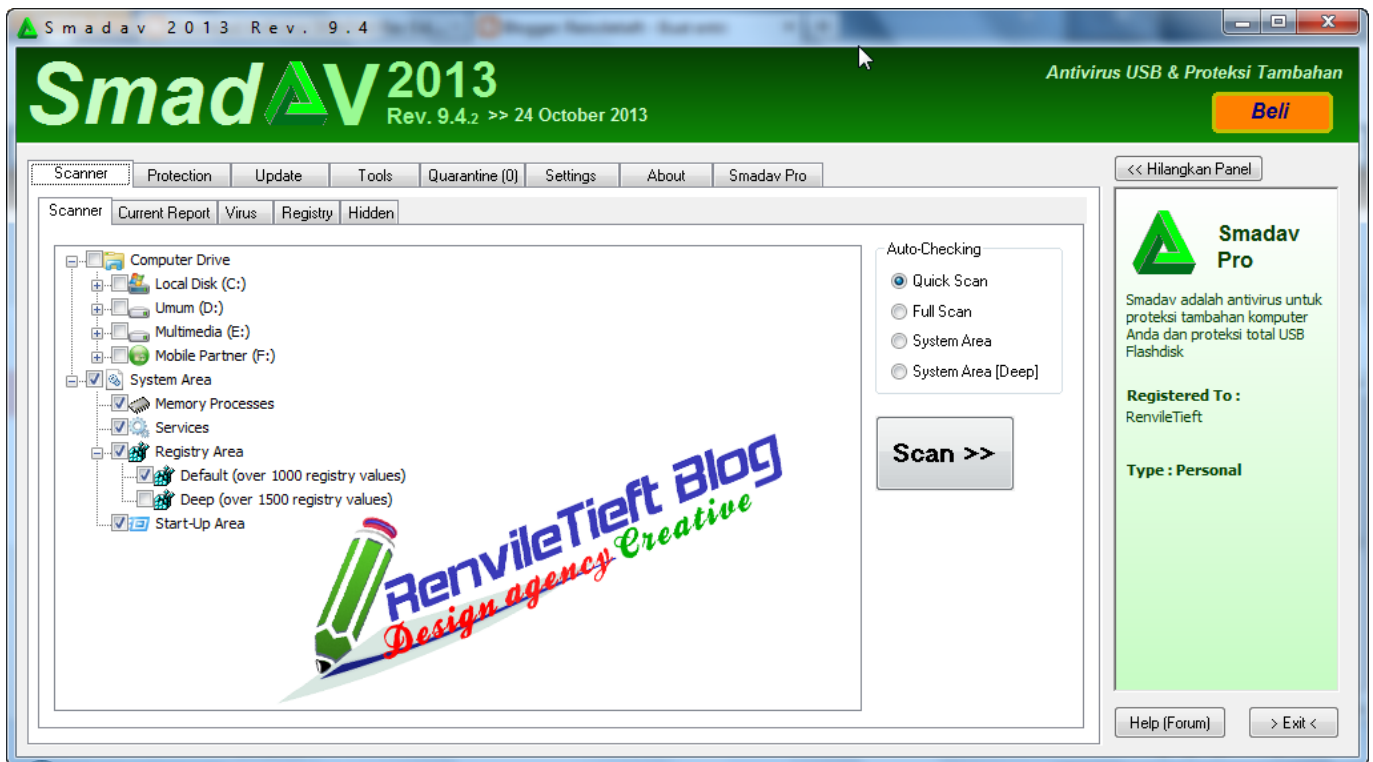 Smadav 2013 Rev. 9.4
SmadAV 2013
Rev. 9.4.2 >> 24 October 2013
Antivirus USB & Proteksi Tambahan
Beli
Scanner Protection Update Tools Quarantine (0) Settings About Smadav Pro
Scanner Current Report Virus Registry Hidden
Computer Drive
Local Disk (C:)
Umum (D:)
Multimedia (E:)
Mobile Partner (F:)
System Area
Memory Processes
Services
Registry Area
Default (over 1000 registry values)
Deep (over 1500 registry values)
Start-Up Area
RenvileTieft Blog
Design agency Creative
Auto-Checking
Quick Scan
Full Scan
System Area
System Area [Deep]
Scan >>
<< Hilangkan Panel
Smadav
Pro
Smadav adalah antivirus untuk
proteksi tambahan komputer
Anda dan proteksi total USB
Flashdisk
Registered To :
RenvileTieft
Type : Personal
Help (Forum)
> Exit <